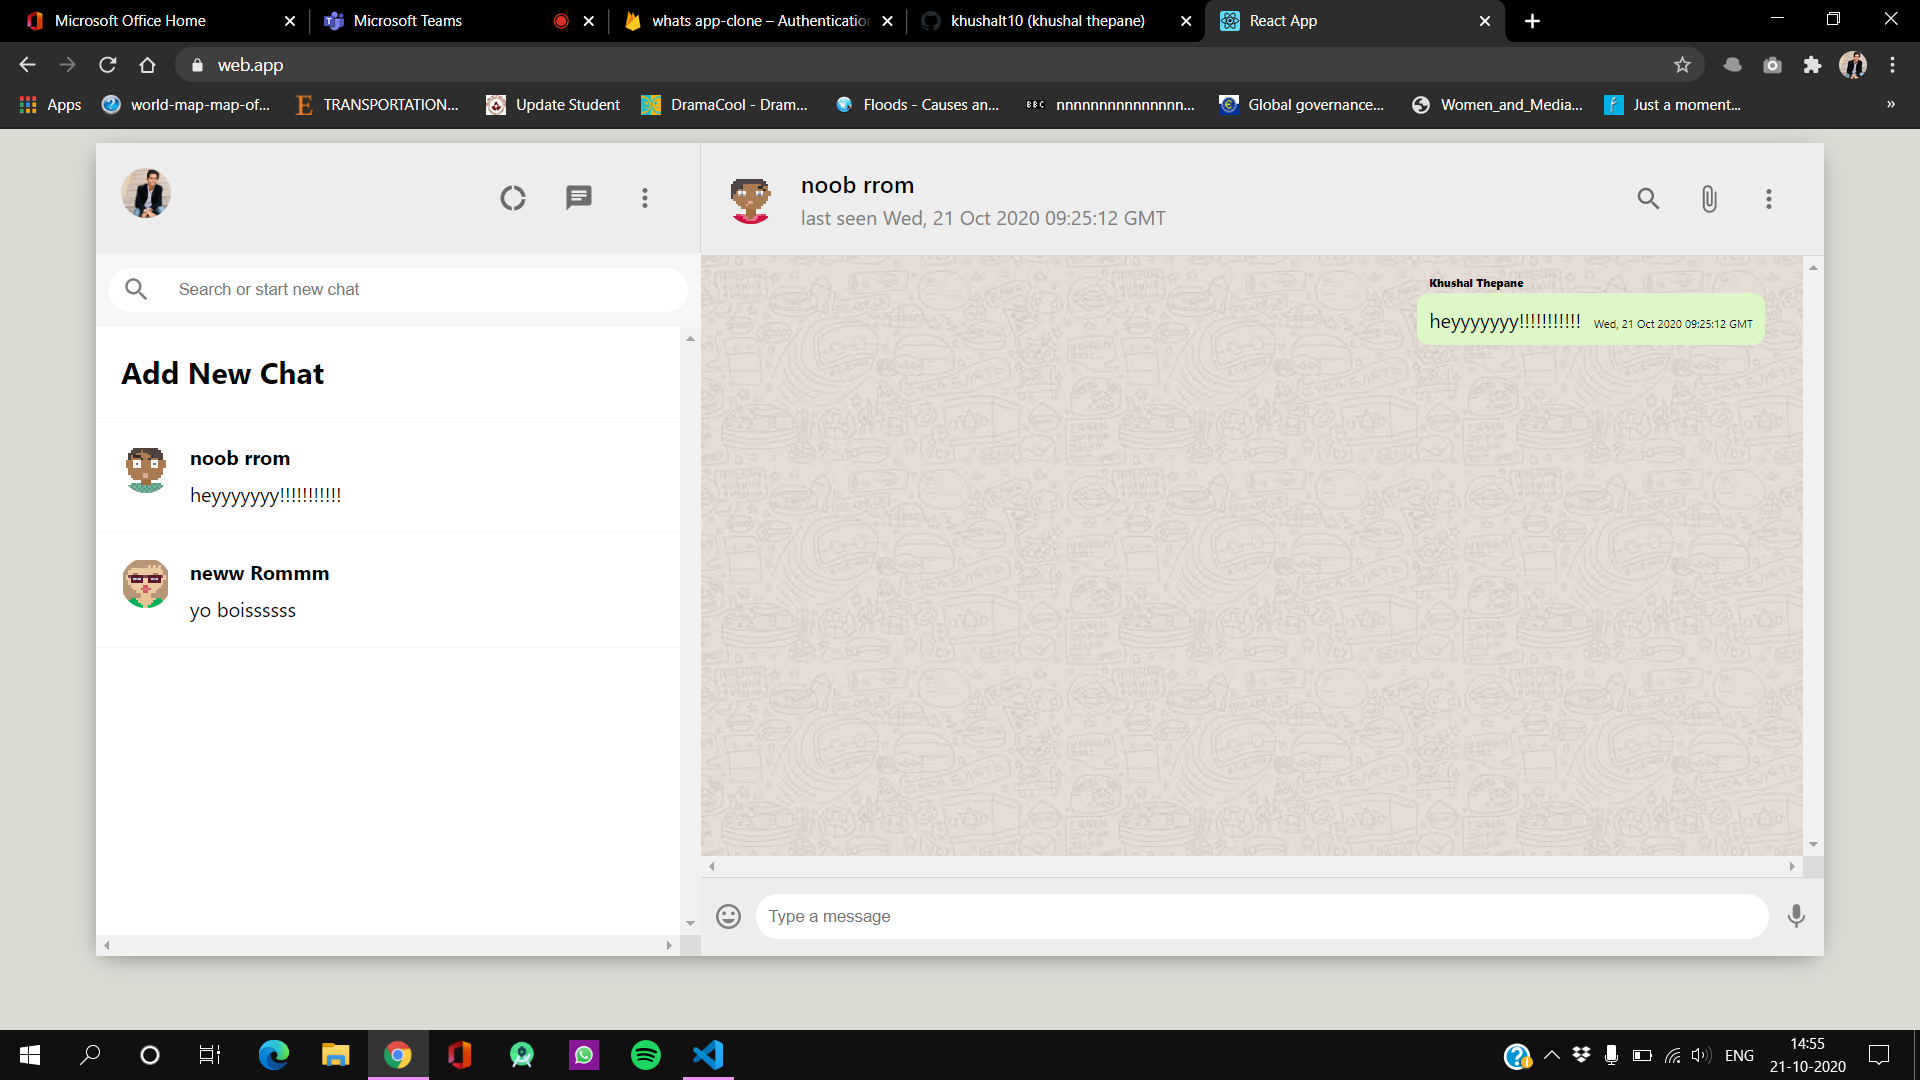 Microsoft Office Home
Microsoft Teams
whats app-clone – Authentication
khushalt10 (khushal thepane)
React App
web.app
Apps
world-map-map-of...
TRANSPORTATION...
Update Student
DramaCool - Dram...
Floods - Causes an...
BBC
nnnnnnnnnnnnnnn...
Global governance...
Women_and_Media...
Just a moment...
»
noob rrom
last seen Wed, 21 Oct 2020 09:25:12 GMT
Search or start new chat
Khushal Thepane
heyyyyyyy!!!!!!!!!!! Wed, 21 Oct 2020 09:25:12 GMT
Add New Chat
noob rrom
heyyyyyyy!!!!!!!!!!!
neww Rommm
yo boissssss
Type a message
ENG
14:55
21-10-2020